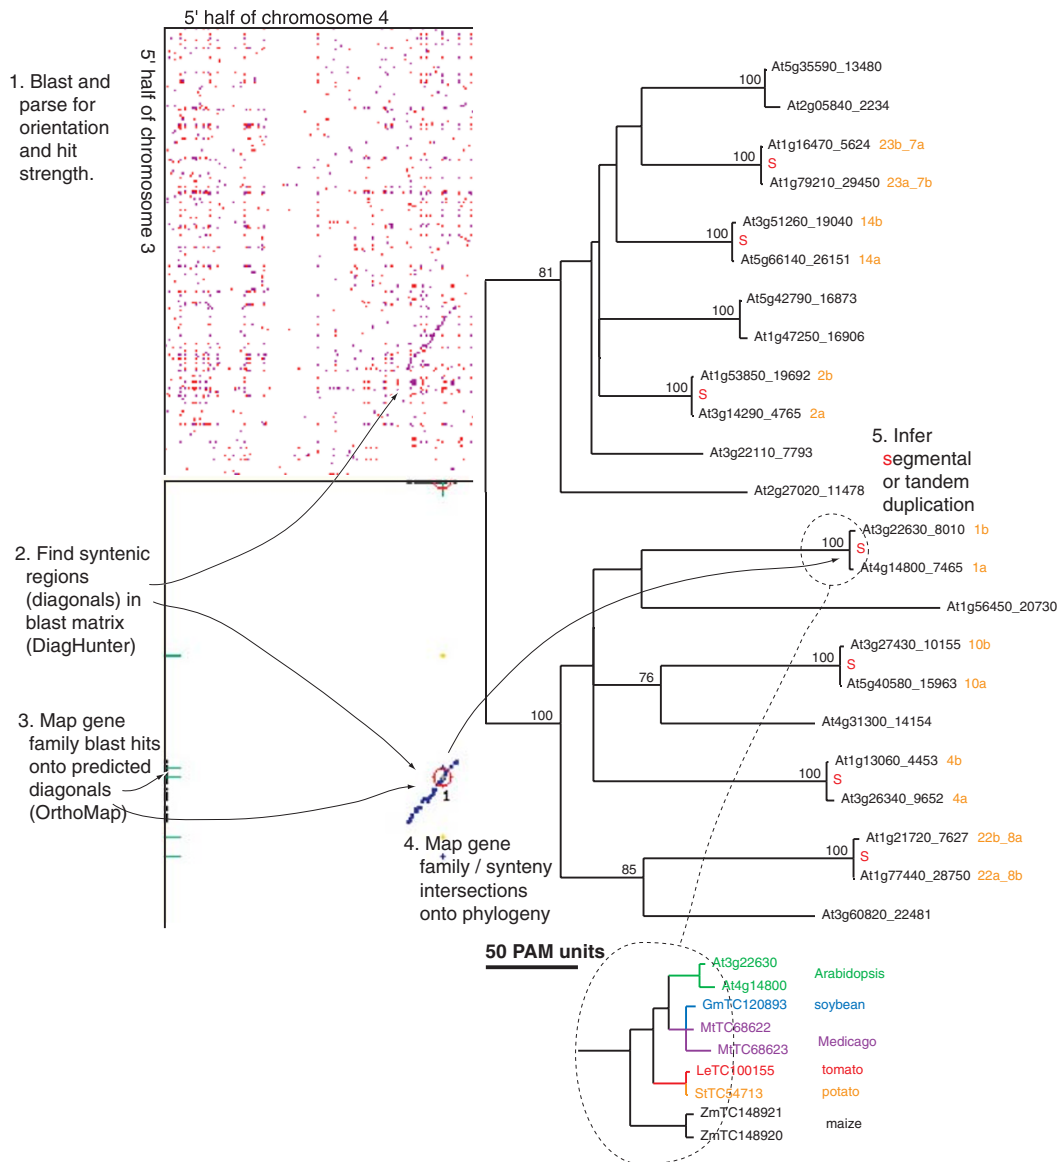 5' half of chromosome 4
5' half of chromosome 3
1. Blast and
parse for
orientation
and hit
strength.
2. Find syntenic
regions
(diagonals) in
blast matrix
(DiagHunter)
3. Map gene
family blast hits
onto predicted
diagonals
(OrthoMap)
1
4. Map gene
family / synteny
intersections
onto phylogeny
5. Infer
segmental
or tandem
duplication
100 At5g35590_13480
At2g05840_2234
At1g16470_5624 23b_7a
100 S
At1g79210_29450 23a_7b
At3g51260_19040 14b
100 S
At5g66140_26151 14a
81
At5g42790_16873
100
At1g47250_16906
At1g53850_19692 2b
100 S
At3g14290_4765 2a
At3g22110_7793
At2g27020_11478
At3g22630_8010 1b
100 S
At4g14800_7465 1a
At1g56450_20730
At3g27430_10155 10b
100 S
At5g40580_15963 10a
76
At4g31300_14154
100
At1g13060_4453 4b
100 S
At3g26340_9652 4a
At1g21720_7627 22b_8a
100 S
At1g77440_28750 22a_8b
85
At3g60820_22481
50 PAM units
At3g22630
At4g14800
Arabidopsis
GmTC120893 soybean
MtTC68622
MtTC68623
Medicago
LeTC100155 tomato
StTC54713 potato
ZmTC148921
ZmTC148920
maize